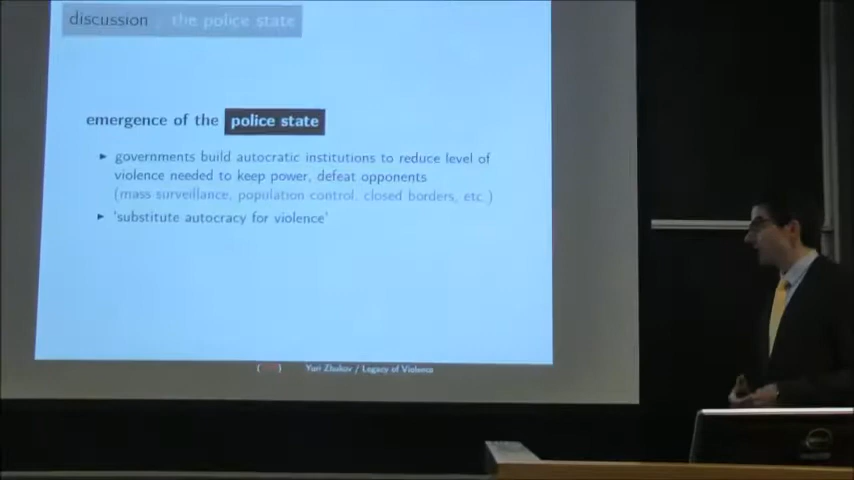 discussion / the police state
emergence of the police state
► governments build autocratic institutions to reduce level of
violence needed to keep power, defeat opponents
(mass surveillance, population control, closed borders, etc.)
► 'substitute autocracy for violence'
Yuri Zhukov / Legacy of Violence
DELL